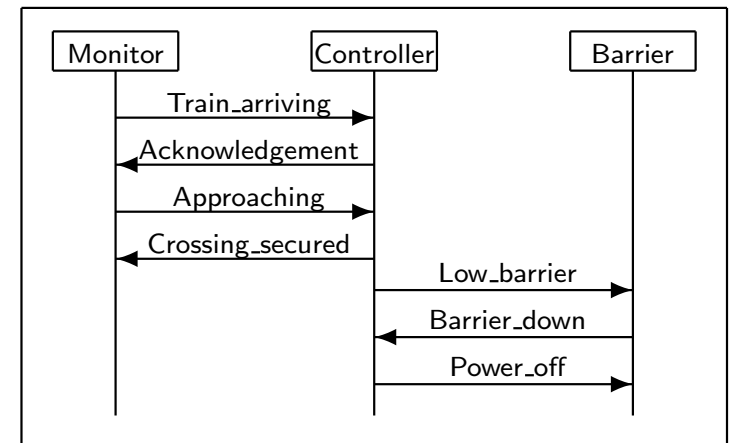 Monitor
Controller
Barrier
Train_arriving
Acknowledgement
Approaching
Crossing_secured
Low_barrier
Barrier_down
Power_off